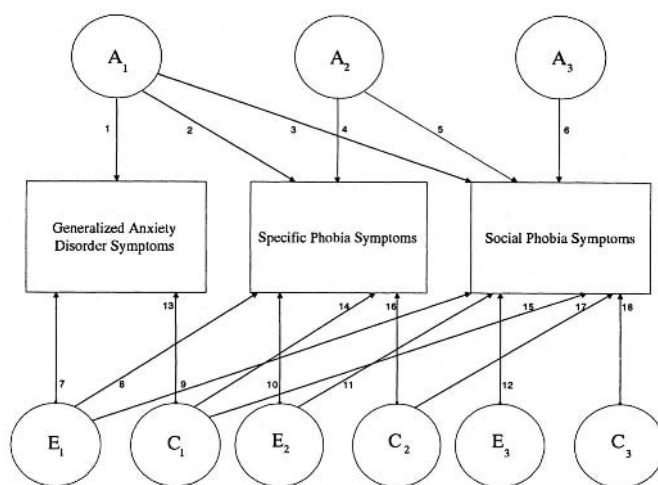 A1 A2 A3
1 2 3 4 5 6
Generalized Anxiety
Disorder Symptoms
Specific Phobia Symptoms
Social Phobia Symptoms
13 14 16 15 17 18
7 8 9 10 11 12
E1 C1 E2 C2 E3 C3